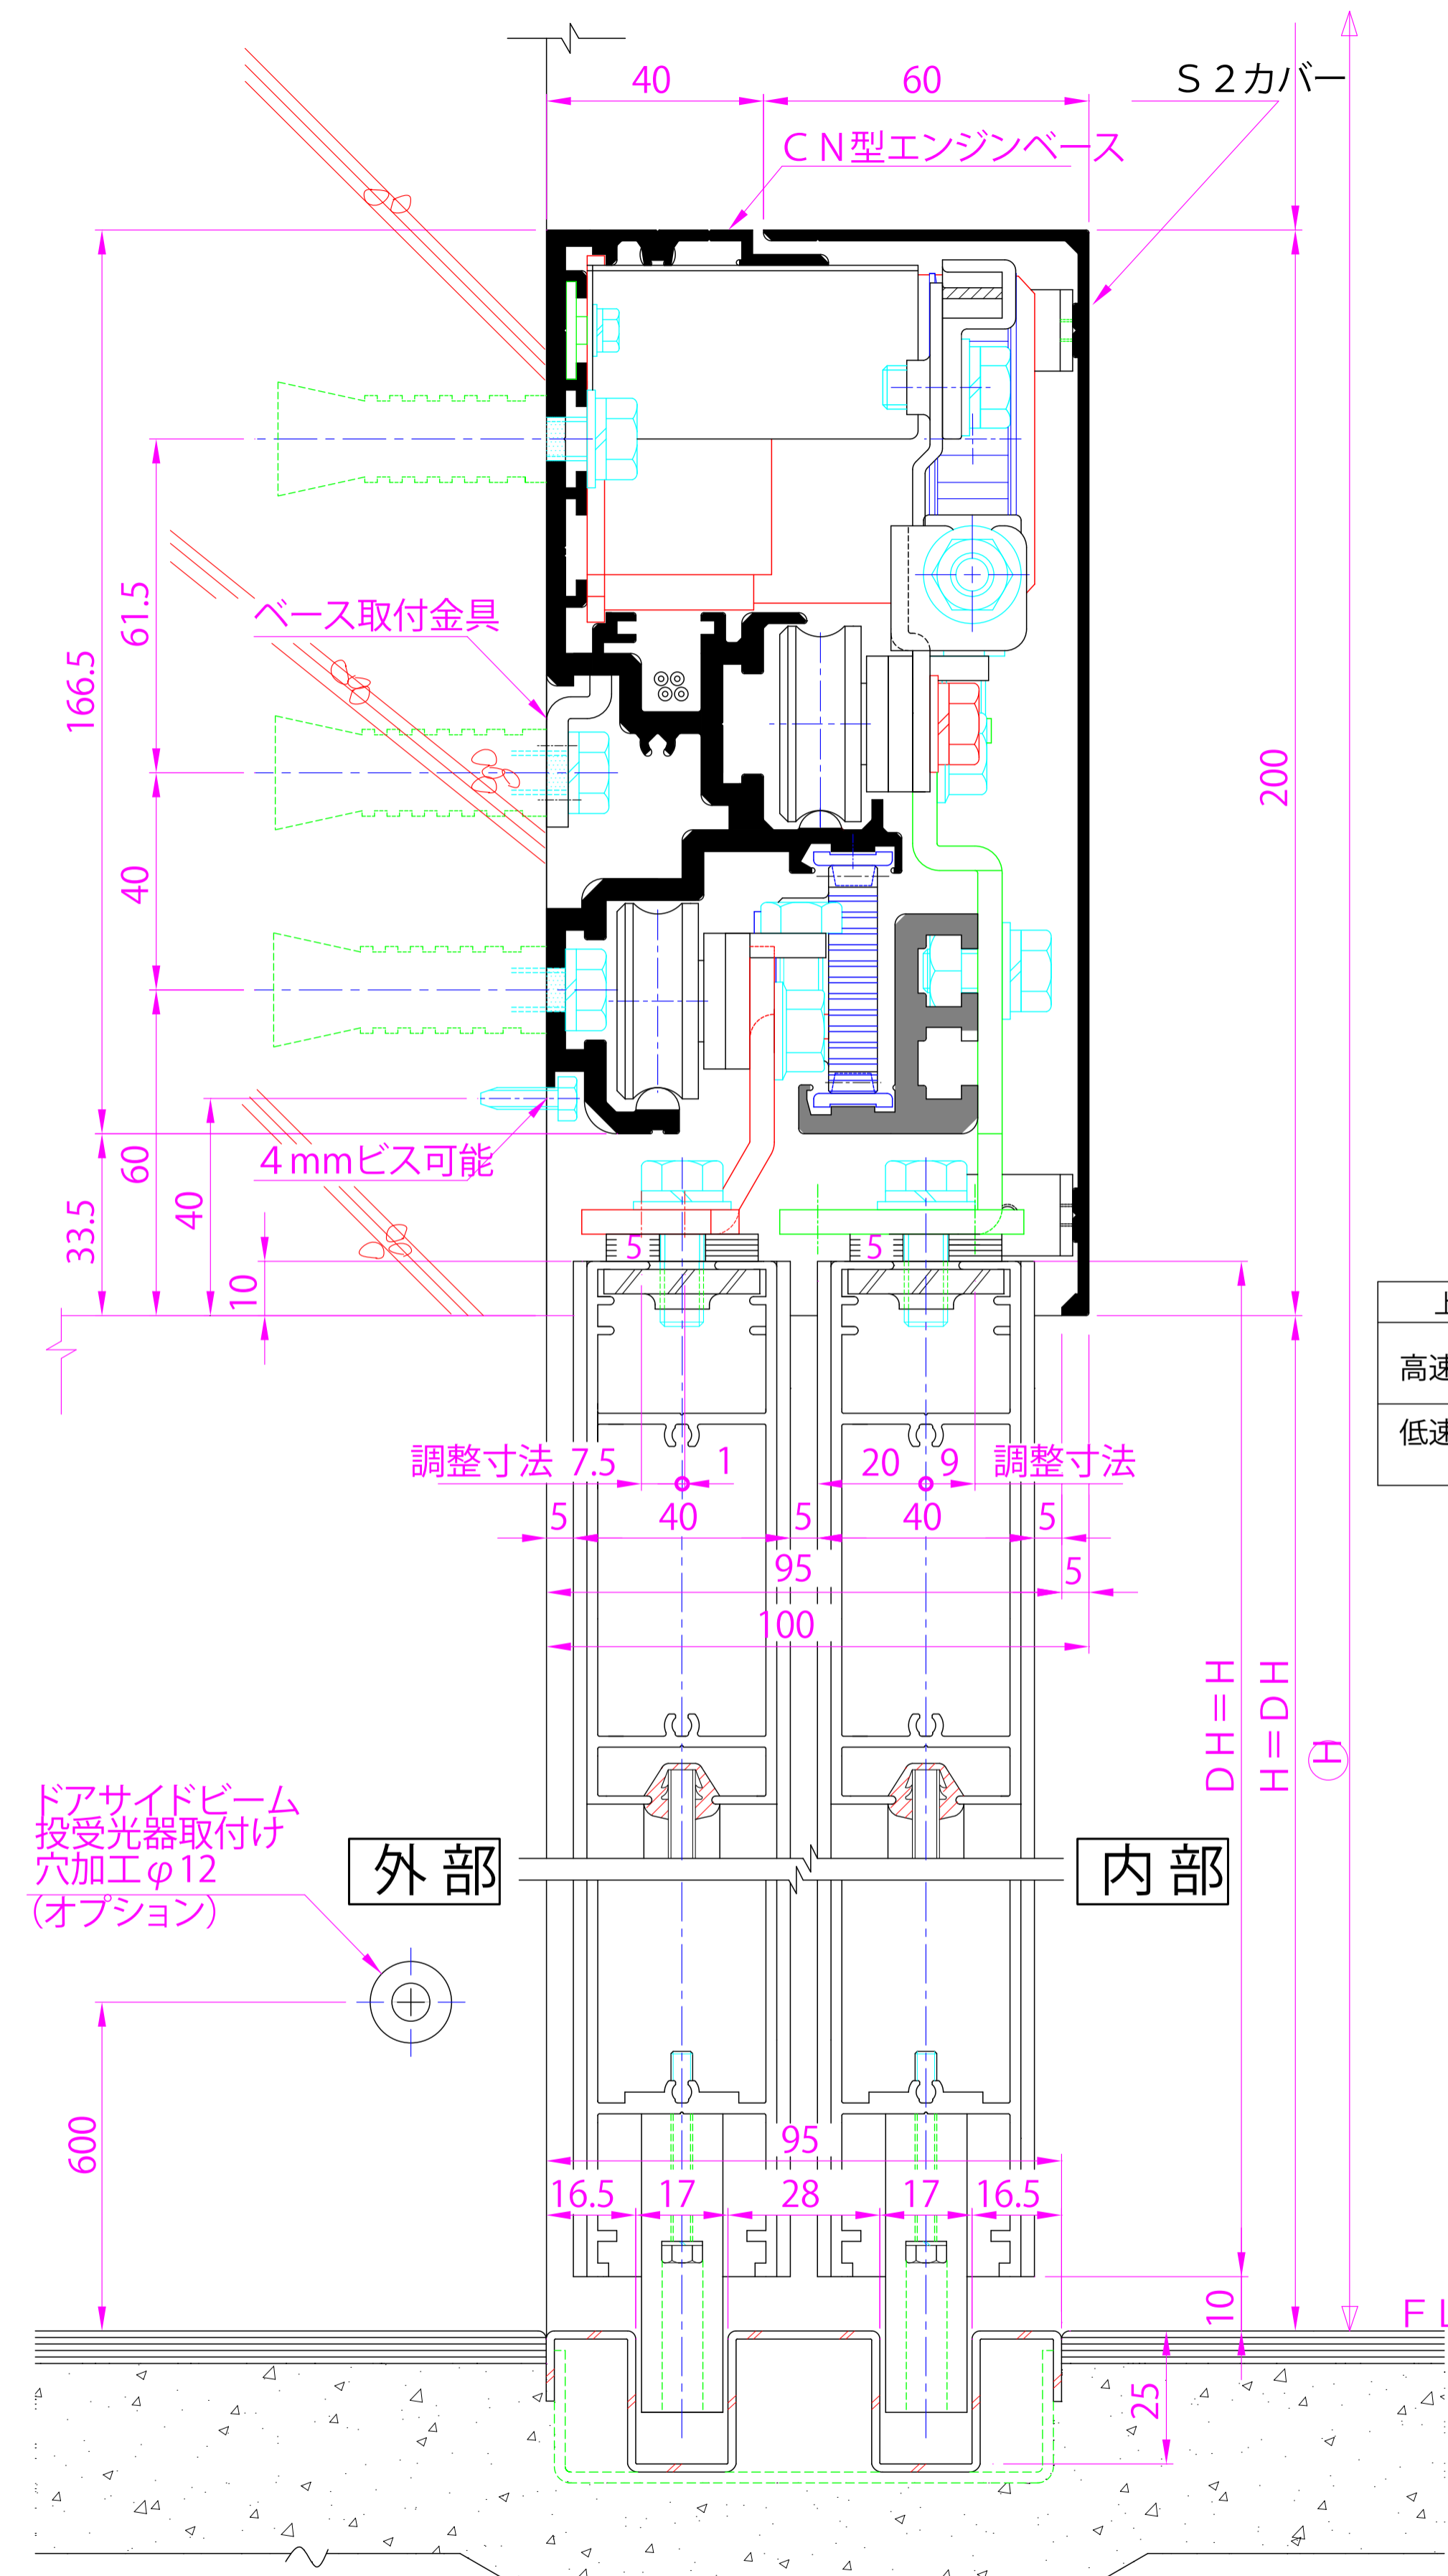 40
60
Ｓ２カバー
ＣＮ型エンジンベース
61.5
ベース取付金具
166.5
200
40
4mmビス可能
60
40
33.5
10
5
5
上
高速
低速
調整寸法 7.5
1
20
9
調整寸法
5
40
5
40
5
95
5
100
ＤＨ＝Ｈ
Ｈ＝ＤＨ
Ｈ
ドアサイドビーム
投受光器取付け
穴加工φ12
(オプション)
外部
内部
600
95
16.5
17
28
17
16.5
10
ＦＬ
25